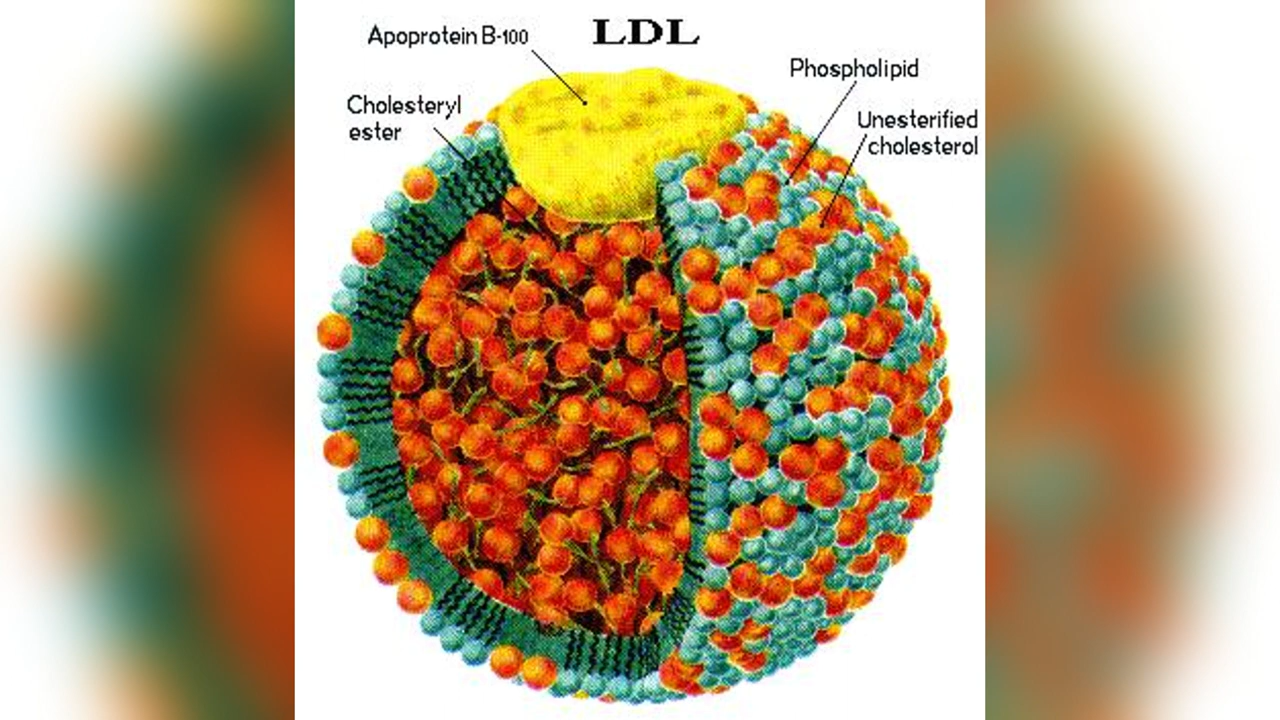 LDL
Apoprotein B-100
Phospholipid
Cholesteryl
ester
Unesterified
cholesterol